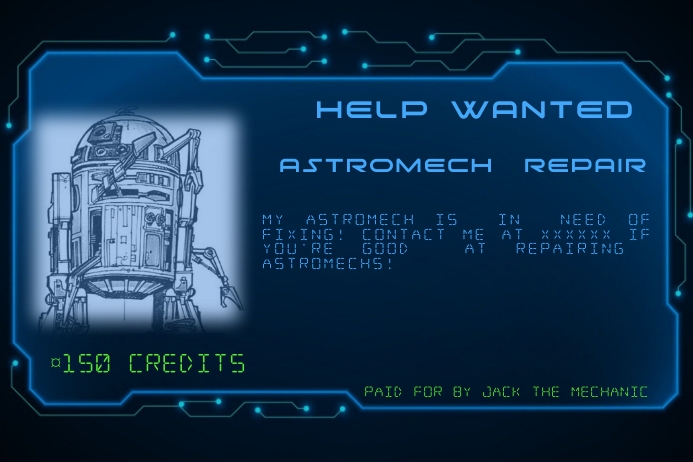 HELP WANTED
ASTROMECH REPAIR
MY ASTROMECH IS IN NEED OF
FIXING! CONTACT ME AT XXXXXX IF
YOU'RE GOOD AT REPAIRING
ASTROMECHS!
¤150 CREDITS
PAID FOR BY JACK THE MECHANIC